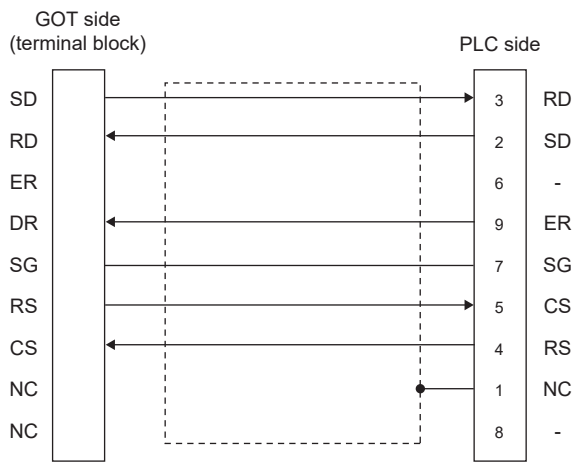 GOT side
(terminal block)
PLC side
SD 3 RD
RD 2 SD
ER 6 -
DR 9 ER
SG 7 SG
RS 5 CS
CS 4 RS
NC 1 NC
NC 8 -